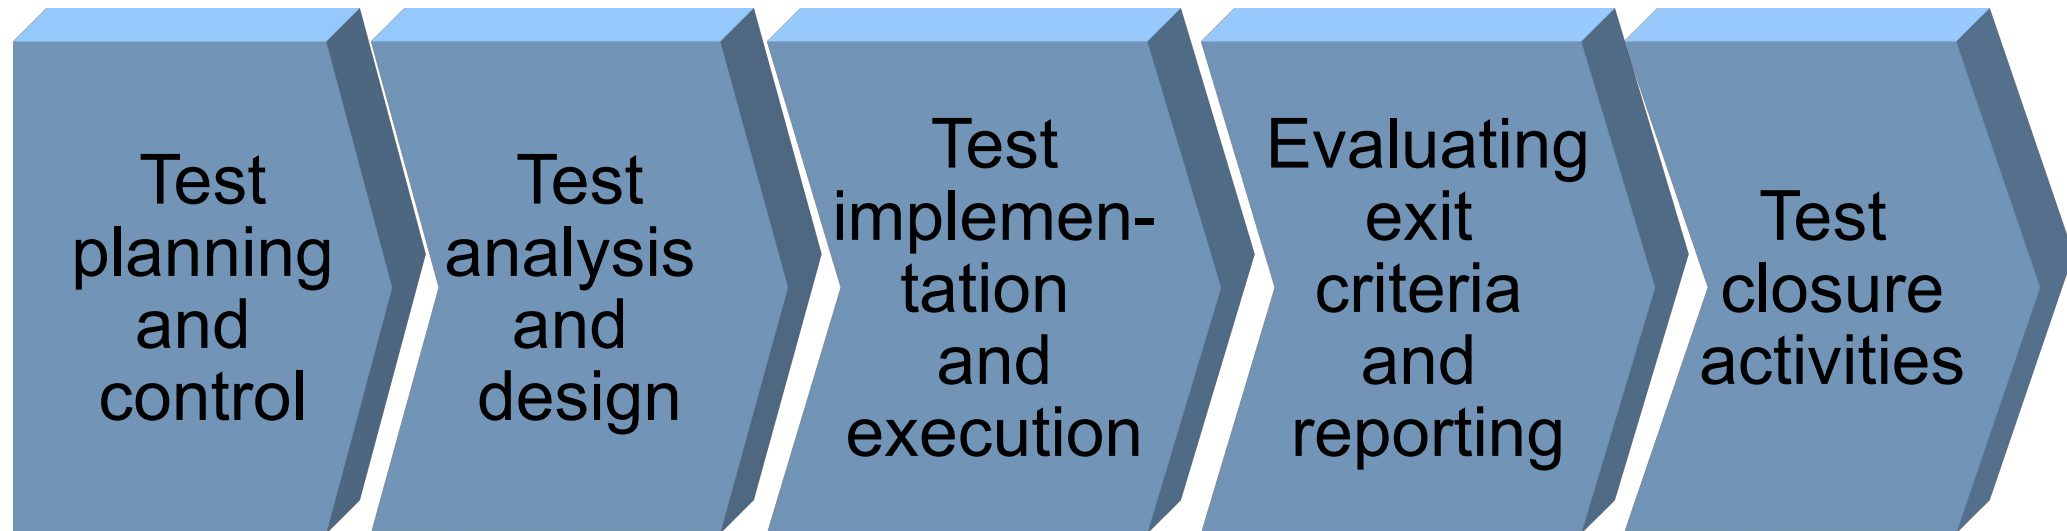 Test
planning
and
control
Test
analysis
and
design
Test
implemen-
tation
and
execution
Evaluating
exit
criteria
and
reporting
Test
closure
activities